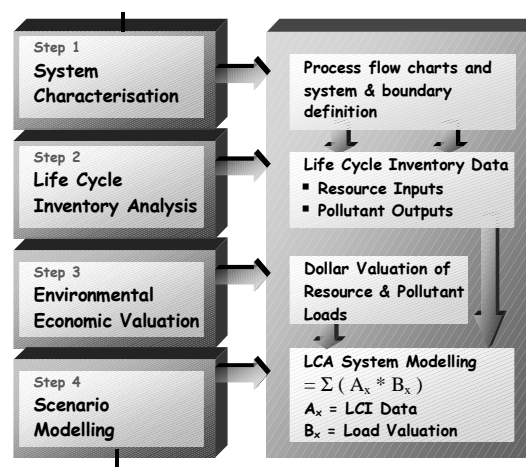 Step 1
System
Characterisation
Process flow charts and
system & boundary
definition
Step 2
Life Cycle
Inventory Analysis
Life Cycle Inventory Data
▪ Resource Inputs
▪ Pollutant Outputs
Step 3
Environmental
Economic Valuation
Dollar Valuation of
Resource & Pollutant
Loads
Step 4
Scenario
Modelling
LCA System Modelling
= Σ ( Aₓ * Bₓ )
Aₓ = LCI Data
Bₓ = Load Valuation